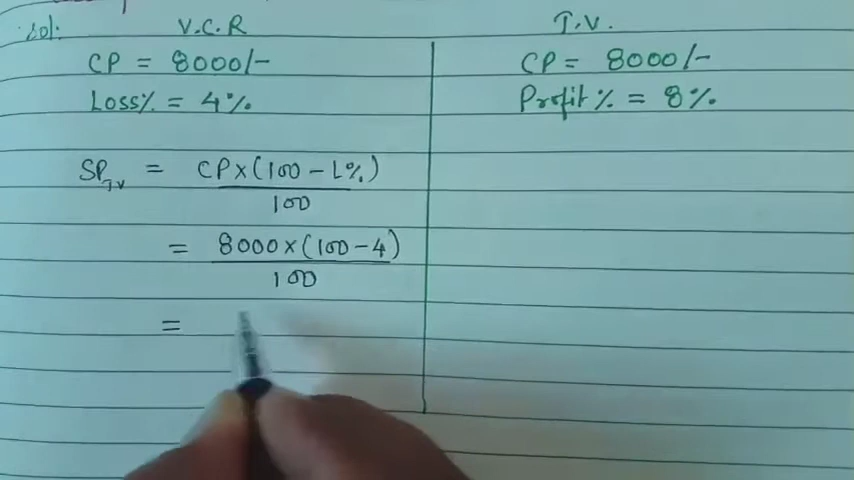 Sol:
V.C.R
CP = 8000/-
Loss% = 4%
SP_TV = CP×(100-L%)
100
= 8000×(100-4)
100
=
T.V.
CP = 8000/-
Profit% = 8%